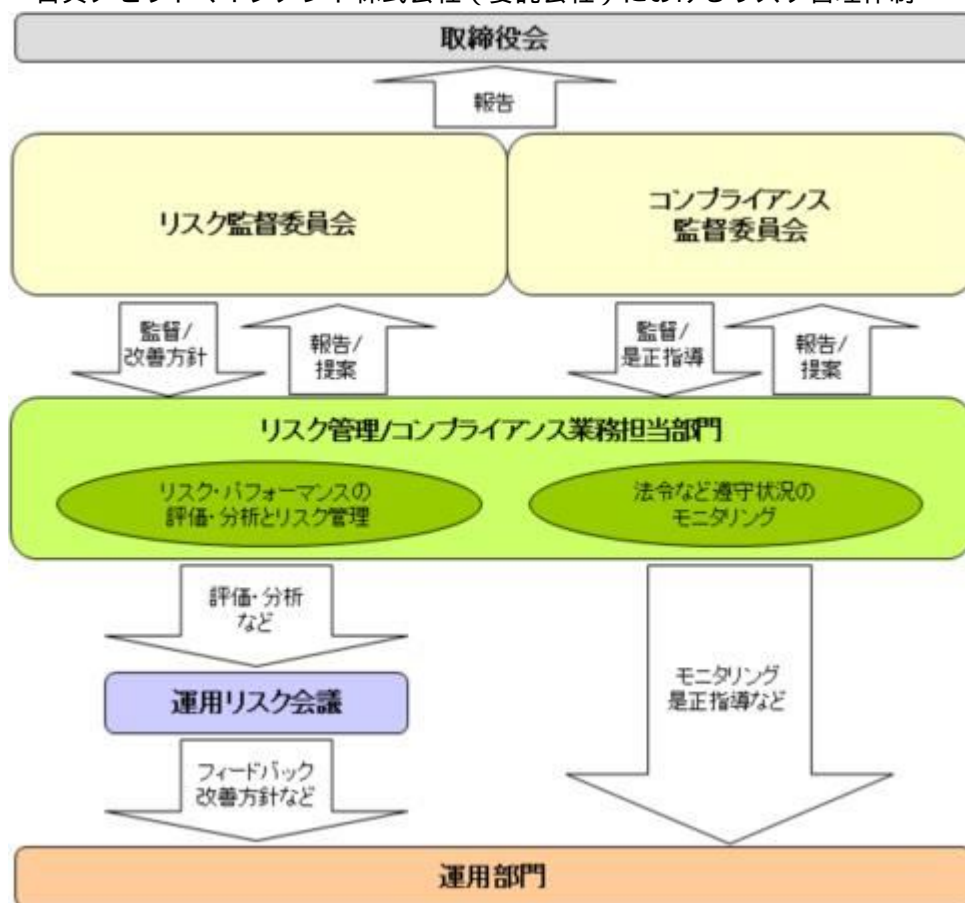 取締役会
報告
リスク監督委員会
コンプライアンス
監督委員会
監督/
改善方針
報告/
提案
監督/
是正指導
報告/
提案
リスク管理/コンプライアンス業務担当部門
リスク・パフォーマンスの
評価・分析とリスク管理
法令など遵守状況の
モニタリング
評価・分析
など
運用リスク会議
モニタリング
是正指導など
フィードバック
改善方針など
運用部門